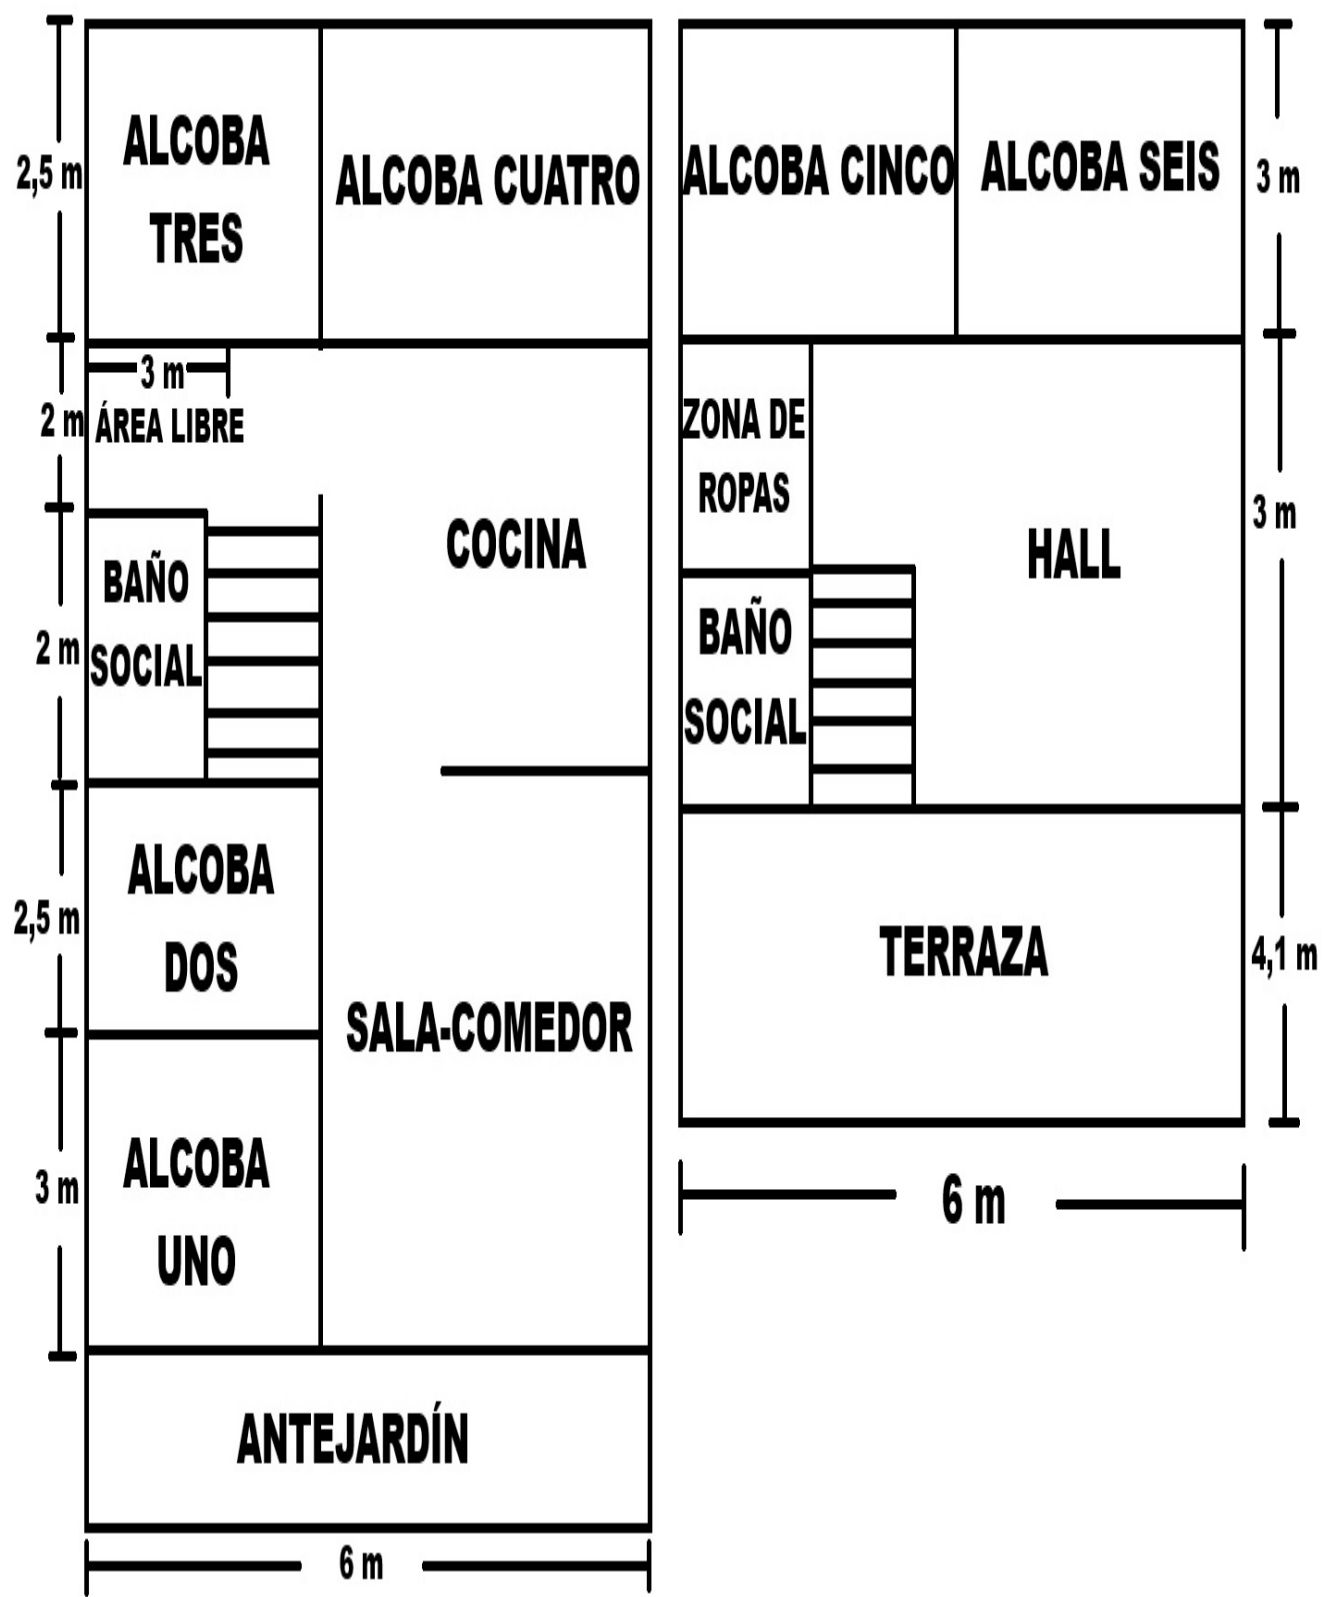 ALCOBA
TRES
2,5 m
ALCOBA CUATRO
3 m
2 m
ÁREA LIBRE
COCINA
BAÑO
SOCIAL
2 m
ALCOBA
DOS
2,5 m
SALA-COMEDOR
ALCOBA
UNO
3 m
ANTEJARDÍN
6 m
ALCOBA CINCO
ALCOBA SEIS
3 m
ZONA DE
ROPAS
HALL
3 m
BAÑO
SOCIAL
TERRAZA
4,1 m
6 m